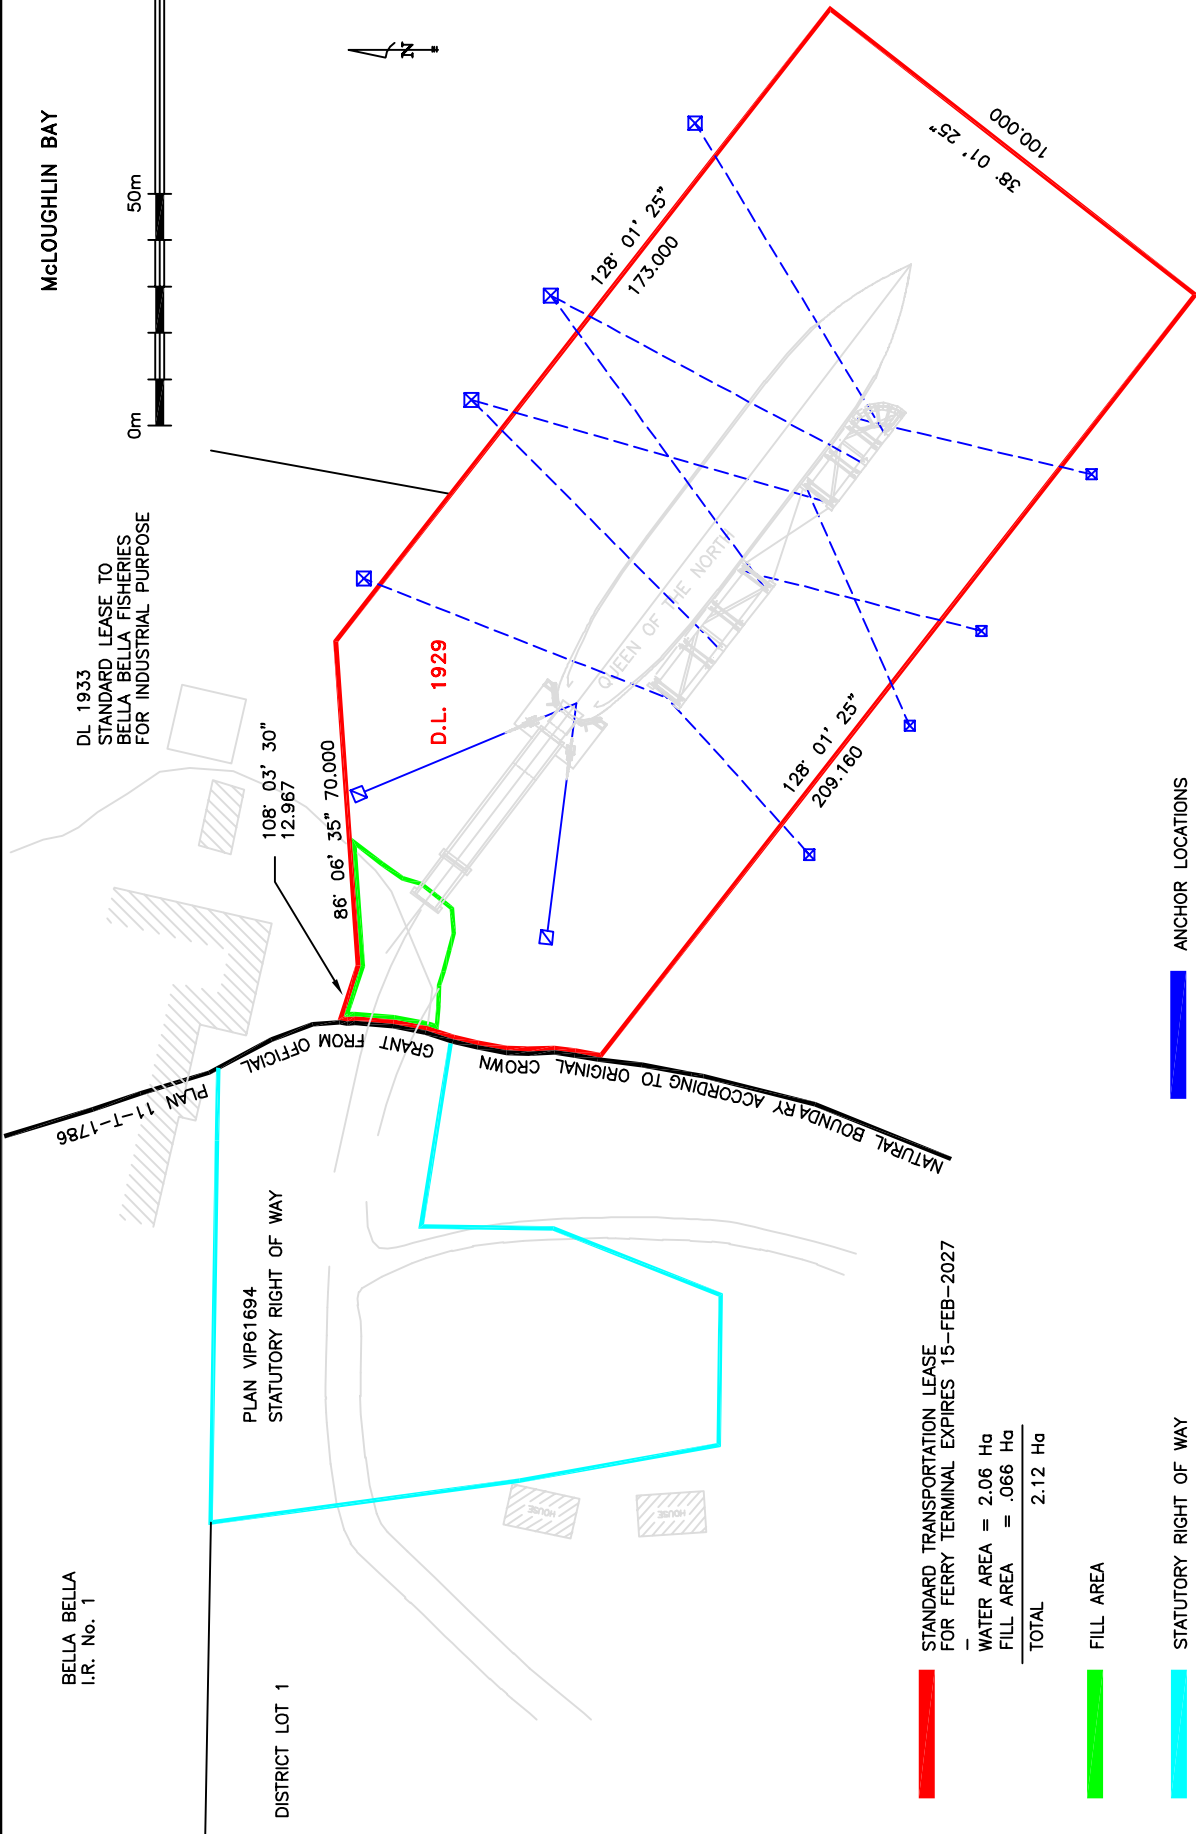 BELLA BELLA
I.R. No. 1
DISTRICT LOT 1
PLAN VIP61694
STATUTORY RIGHT OF WAY
DL 1933
STANDARD LEASE TO
BELLA BELLA FISHERIES
FOR INDUSTRIAL PURPOSE
McLOUGHLIN BAY
0m
50m
N
108° 03' 30"
12.967
86° 06' 35" 70.000
D.L. 1929
128° 01' 25"
173.000
38° 01' 25"
100.000
128° 01' 25"
209.160
QUEEN OF THE NORTH
NATURAL BOUNDARY ACCORDING TO ORIGINAL CROWN GRANT FROM OFFICIAL PLAN 11-T-1786
HOUSE
HOUSE
STANDARD TRANSPORTATION LEASE
FOR FERRY TERMINAL EXPIRES 15-FEB-2027
-
WATER AREA = 2.06 Ha
FILL AREA = .066 Ha
TOTAL 2.12 Ha
FILL AREA
STATUTORY RIGHT OF WAY
ANCHOR LOCATIONS